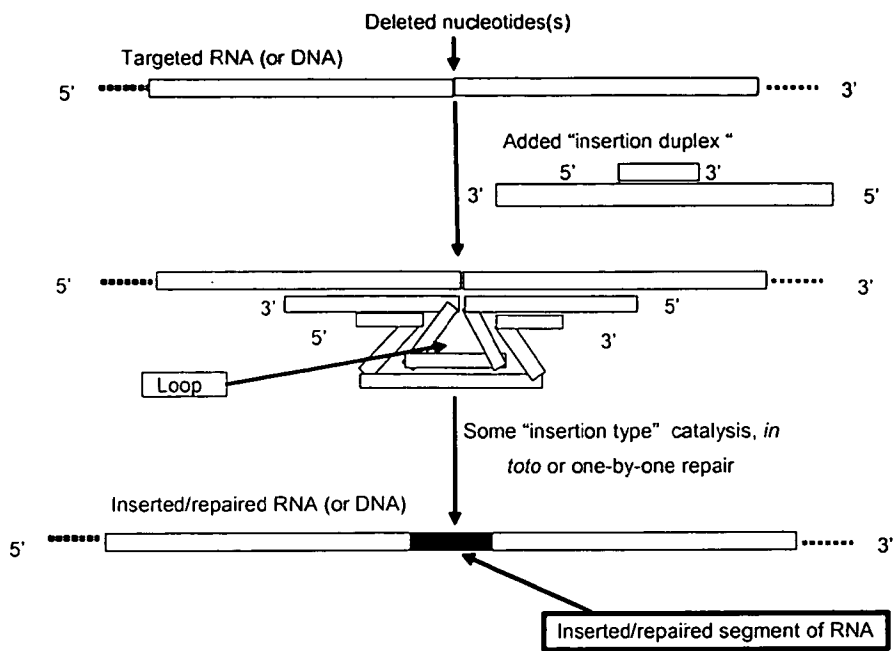 Deleted nucleotides(s)
Targeted RNA (or DNA)
5’ 3’
Added “insertion duplex “
5’ 3’
3’ 5’
5’ 3’
3’ 5’
5’ 3’
Loop
Some “insertion type” catalysis, in
toto or one-by-one repair
Inserted/repaired RNA (or DNA)
5’ 3’
Inserted/repaired segment of RNA